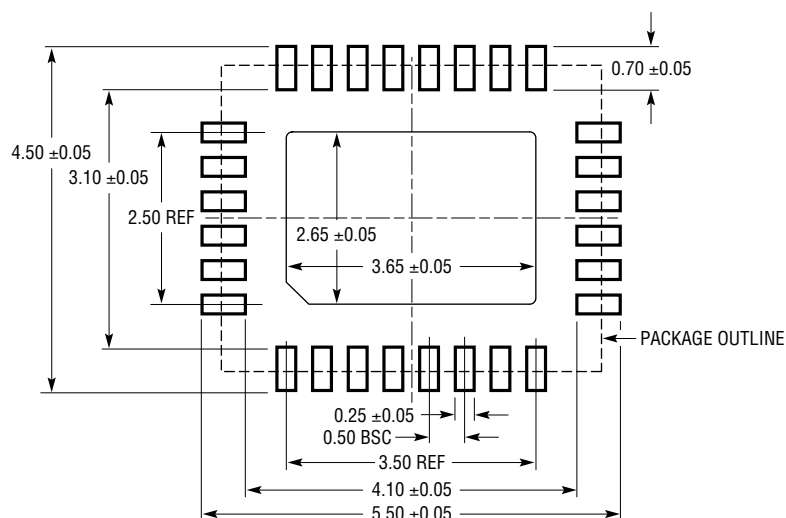 0.70 ±0.05
4.50 ±0.05
3.10 ±0.05
2.50 REF
2.65 ±0.05
3.65 ±0.05
PACKAGE OUTLINE
0.25 ±0.05
0.50 BSC
3.50 REF
4.10 ±0.05
5.50 ±0.05